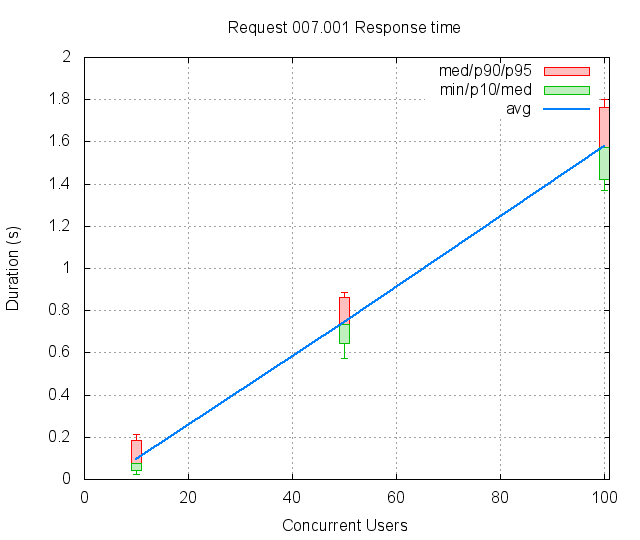 Request 007.001 Response time
med/p90/p95
min/p10/med
avg
2
1.8
1.6
1.4
1.2
1
0.8
0.6
0.4
0.2
0
Duration (s)
0 20 40 60 80 100
Concurrent Users